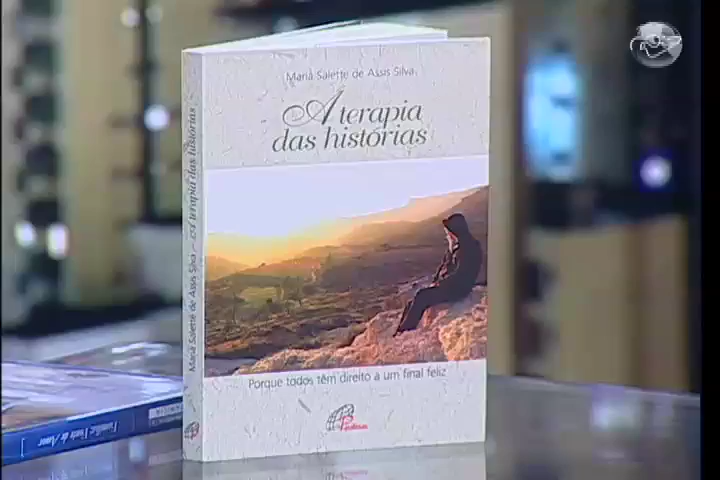 Maria Salette de Assis Silva
A terapia
das histórias
Porque todos têm direito a um final feliz
Paulinas
Maria Salette de Assis Silva – A terapia das histórias